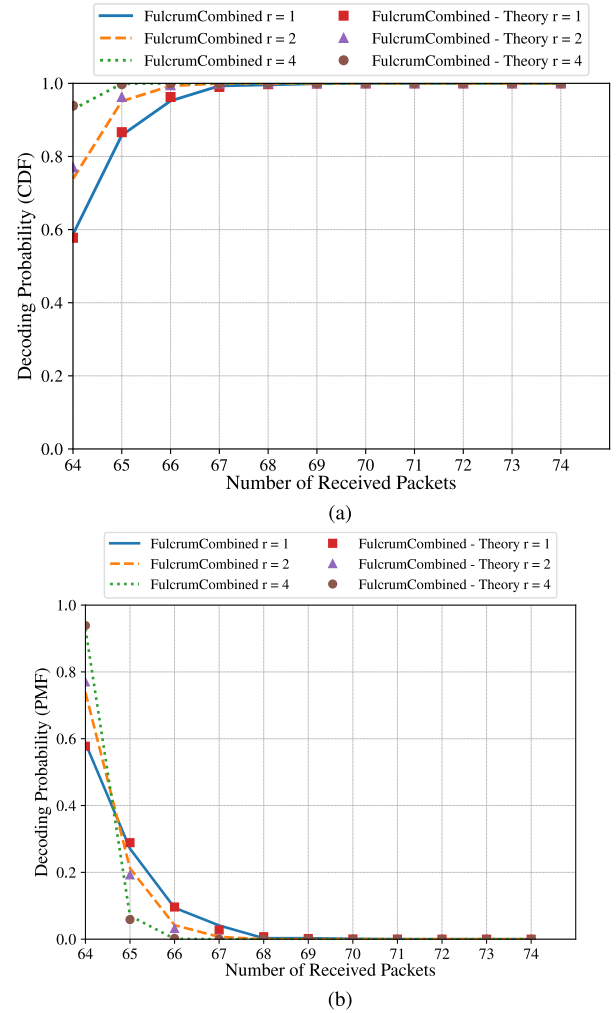 FulcrumCombined r = 1 FulcrumCombined - Theory r = 1
FulcrumCombined r = 2 FulcrumCombined - Theory r = 2
FulcrumCombined r = 4 FulcrumCombined - Theory r = 4
Decoding Probability (CDF)
1.0
0.8
0.6
0.4
0.2
0.0
64 65 66 67 68 69 70 71 72 73 74
Number of Received Packets
(a)
FulcrumCombined r = 1 FulcrumCombined - Theory r = 1
FulcrumCombined r = 2 FulcrumCombined - Theory r = 2
FulcrumCombined r = 4 FulcrumCombined - Theory r = 4
Decoding Probability (PMF)
1.0
0.8
0.6
0.4
0.2
0.0
64 65 66 67 68 69 70 71 72 73 74
Number of Received Packets
(b)